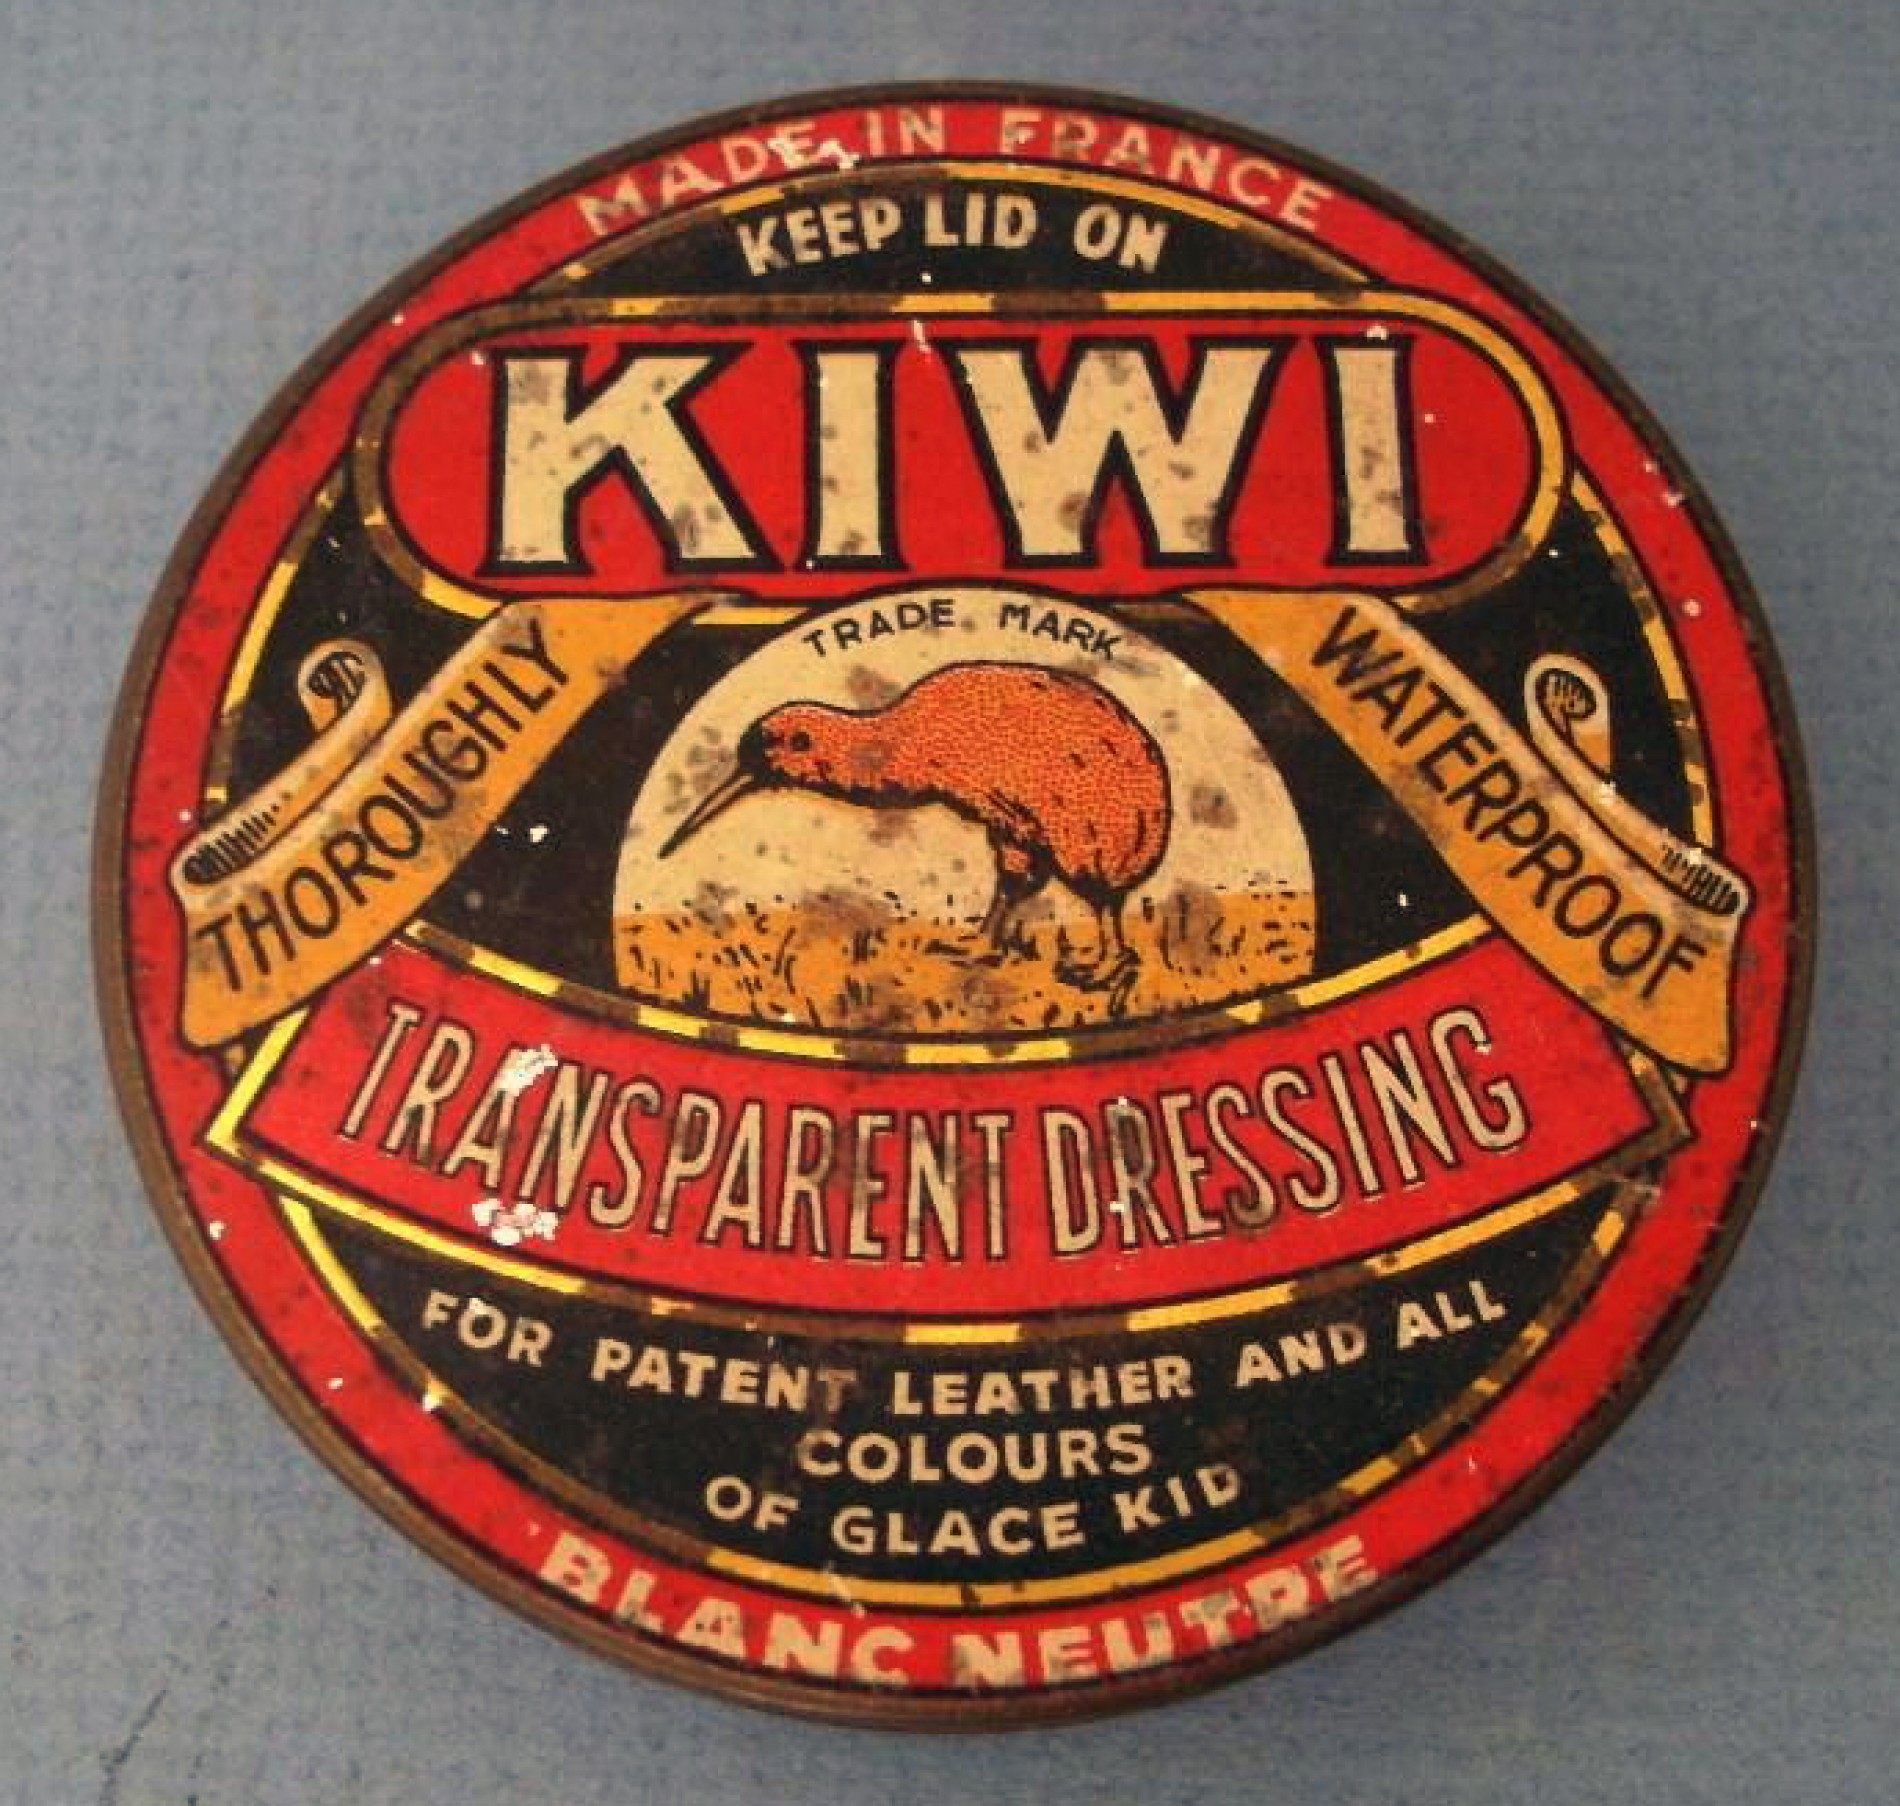 MADE IN FRANCE
KEEP LID ON
KIWI
TRADE MARK
THOROUGHLY
WATERPROOF
TRANSPARENT DRESSING
FOR PATENT LEATHER AND ALL
COLOURS
OF GLACE KID
BLANC NEUTRE